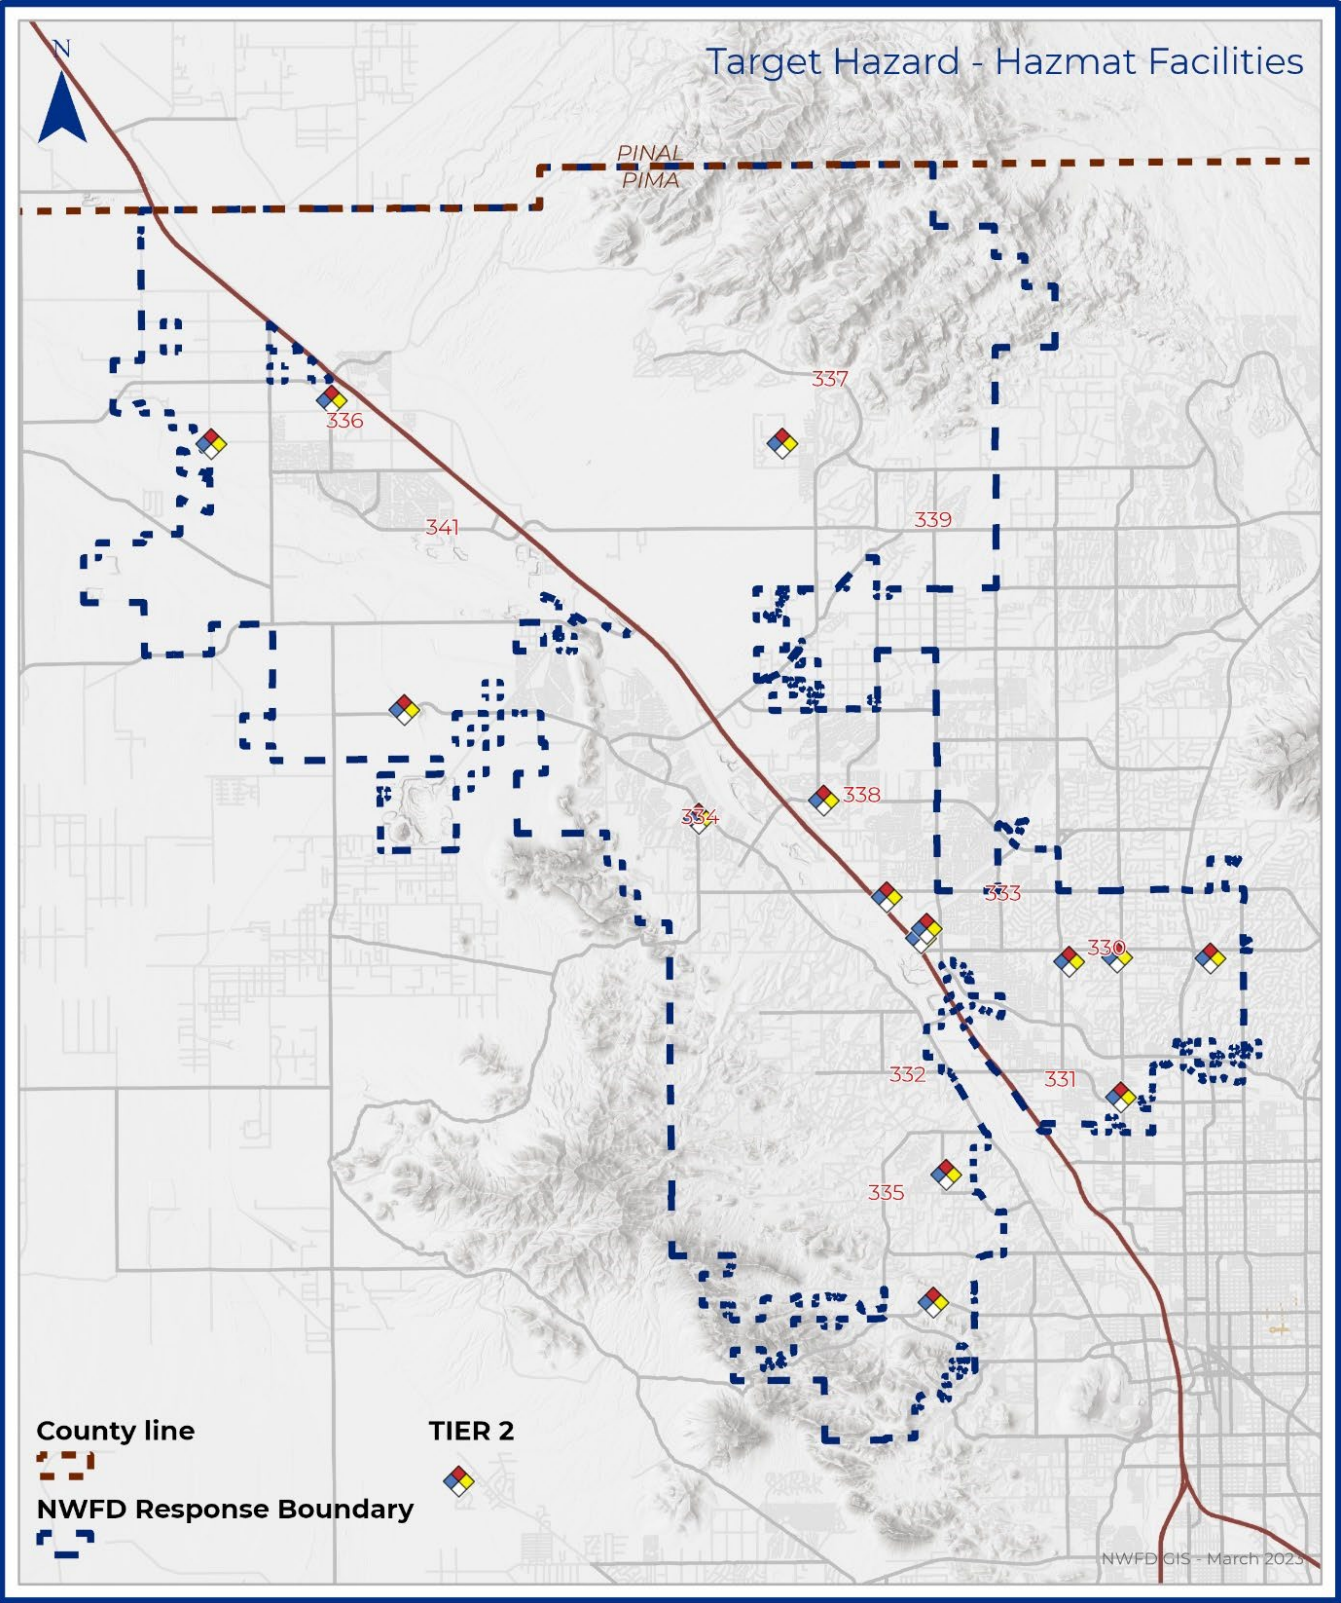 N
Target Hazard - Hazmat Facilities
PINAL
PIMA
337
336
339
341
338
334
333
330
332
331
335
County line
TIER 2
NWFD Response Boundary
NWFD GIS - March 2023